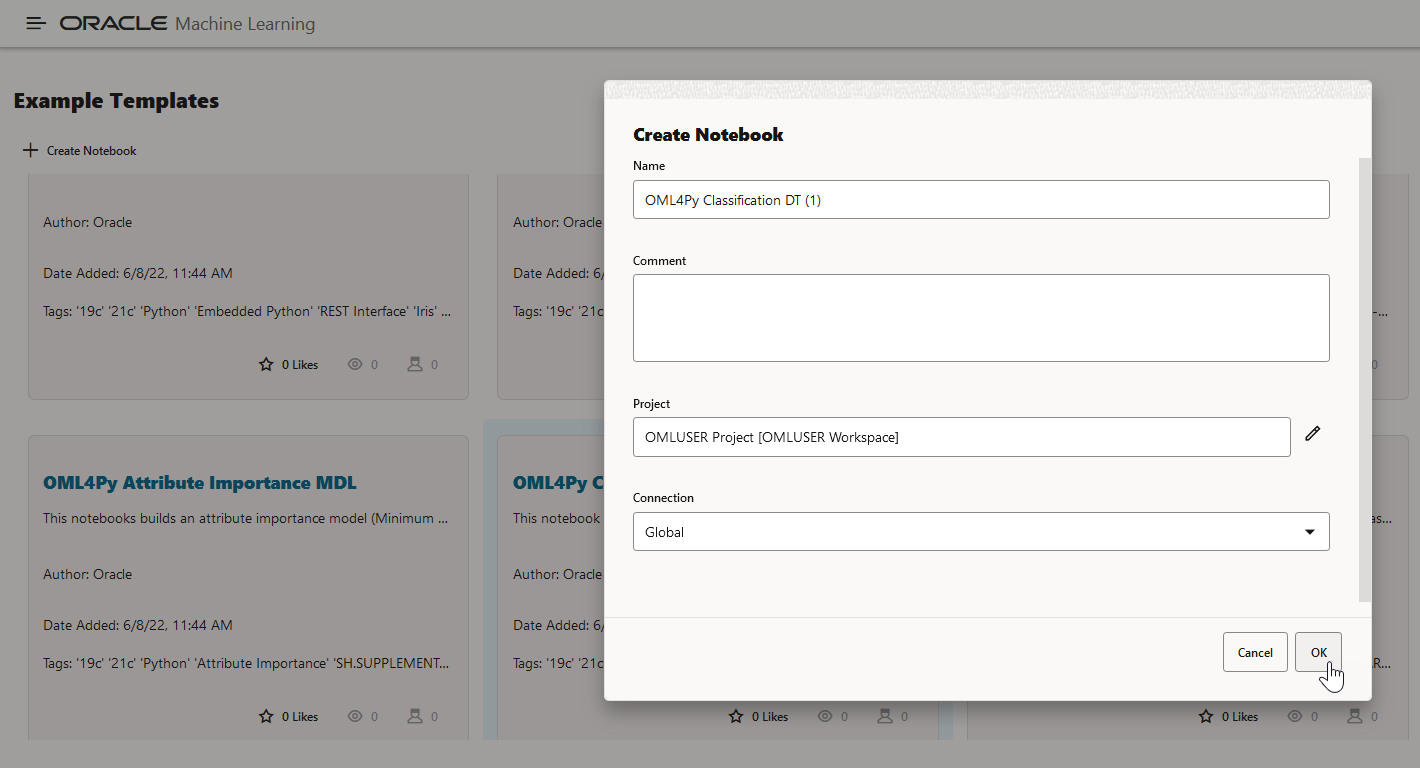 ORACLE Machine Learning
Example Templates
Create Notebook
Author: Oracle
Date Added: 6/8/22, 11:44 AM
Tags: '19c' '21c' 'Python' 'Embedded Python' 'REST Interface' 'Iris' ...
0 Likes 0 0
Author: Oracle
Date Added: 6/
Tags: '19c' '21c'
-...
0
OML4Py Attribute Importance MDL
This notebooks builds an attribute importance model (Minimum ...
Author: Oracle
Date Added: 6/8/22, 11:44 AM
Tags: '19c' '21c' 'Python' 'Attribute Importance' 'SH.SUPPLEMENT...
0 Likes 0 0
OML4Py C
This notebook
Author: Oracle
Date Added: 6/
Tags: '19c' '21c
0 Likes 0 0
as...
R...
0 Likes 0 0
Create Notebook
Name
OML4Py Classification DT (1)
Comment
Project
OMLUSER Project [OMLUSER Workspace]
Connection
Global
Cancel OK